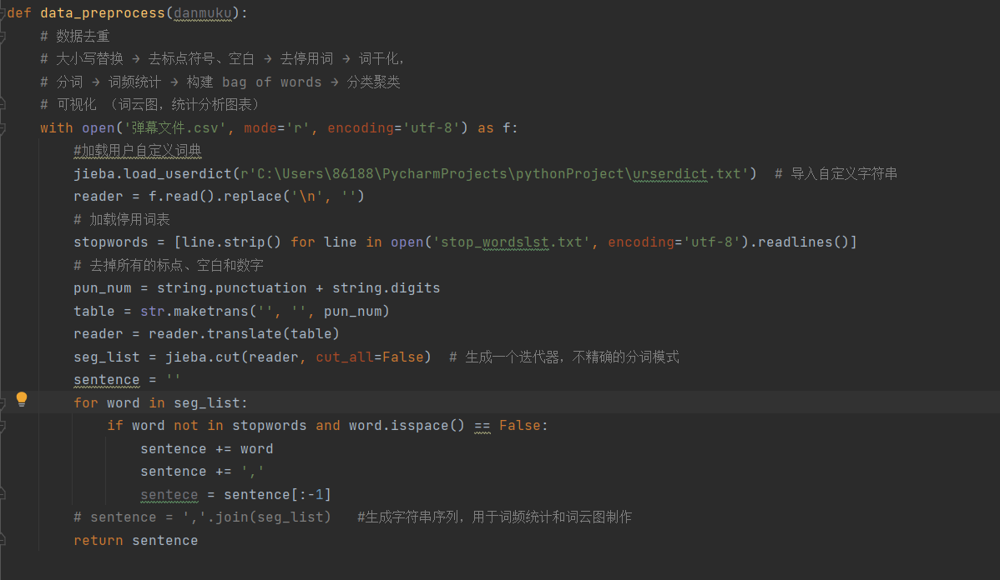 def data_preprocess(danmuku):
    # 数据去重
    # 大小写替换 → 去标点符号、空白 → 去停用词 → 词干化，
    # 分词 → 词频统计 → 构建 bag of words → 分类聚类
    # 可视化 （词云图，统计分析图表）
    with open('弹幕文件.csv', mode='r', encoding='utf-8') as f:
        #加载用户自定义词典
        jieba.load_userdict(r'C:\Users\86188\PycharmProjects\pythonProject\urserdict.txt')  # 导入自定义字符串
        reader = f.read().replace('\n', '')
        # 加载停用词表
        stopwords = [line.strip() for line in open('stop_wordslst.txt', encoding='utf-8').readlines()]
        # 去掉所有的标点、空白和数字
        pun_num = string.punctuation + string.digits
        table = str.maketrans('', '', pun_num)
        reader = reader.translate(table)
        seg_list = jieba.cut(reader, cut_all=False)  # 生成一个迭代器，不精确的分词模式
        sentence = ''
        for word in seg_list:
            if word not in stopwords and word.isspace() == False:
                sentence += word
                sentence += ','
                sentece = sentence[:-1]
        # sentence = ','.join(seg_list)   #生成字符串序列，用于词频统计和词云图制作
        return sentence